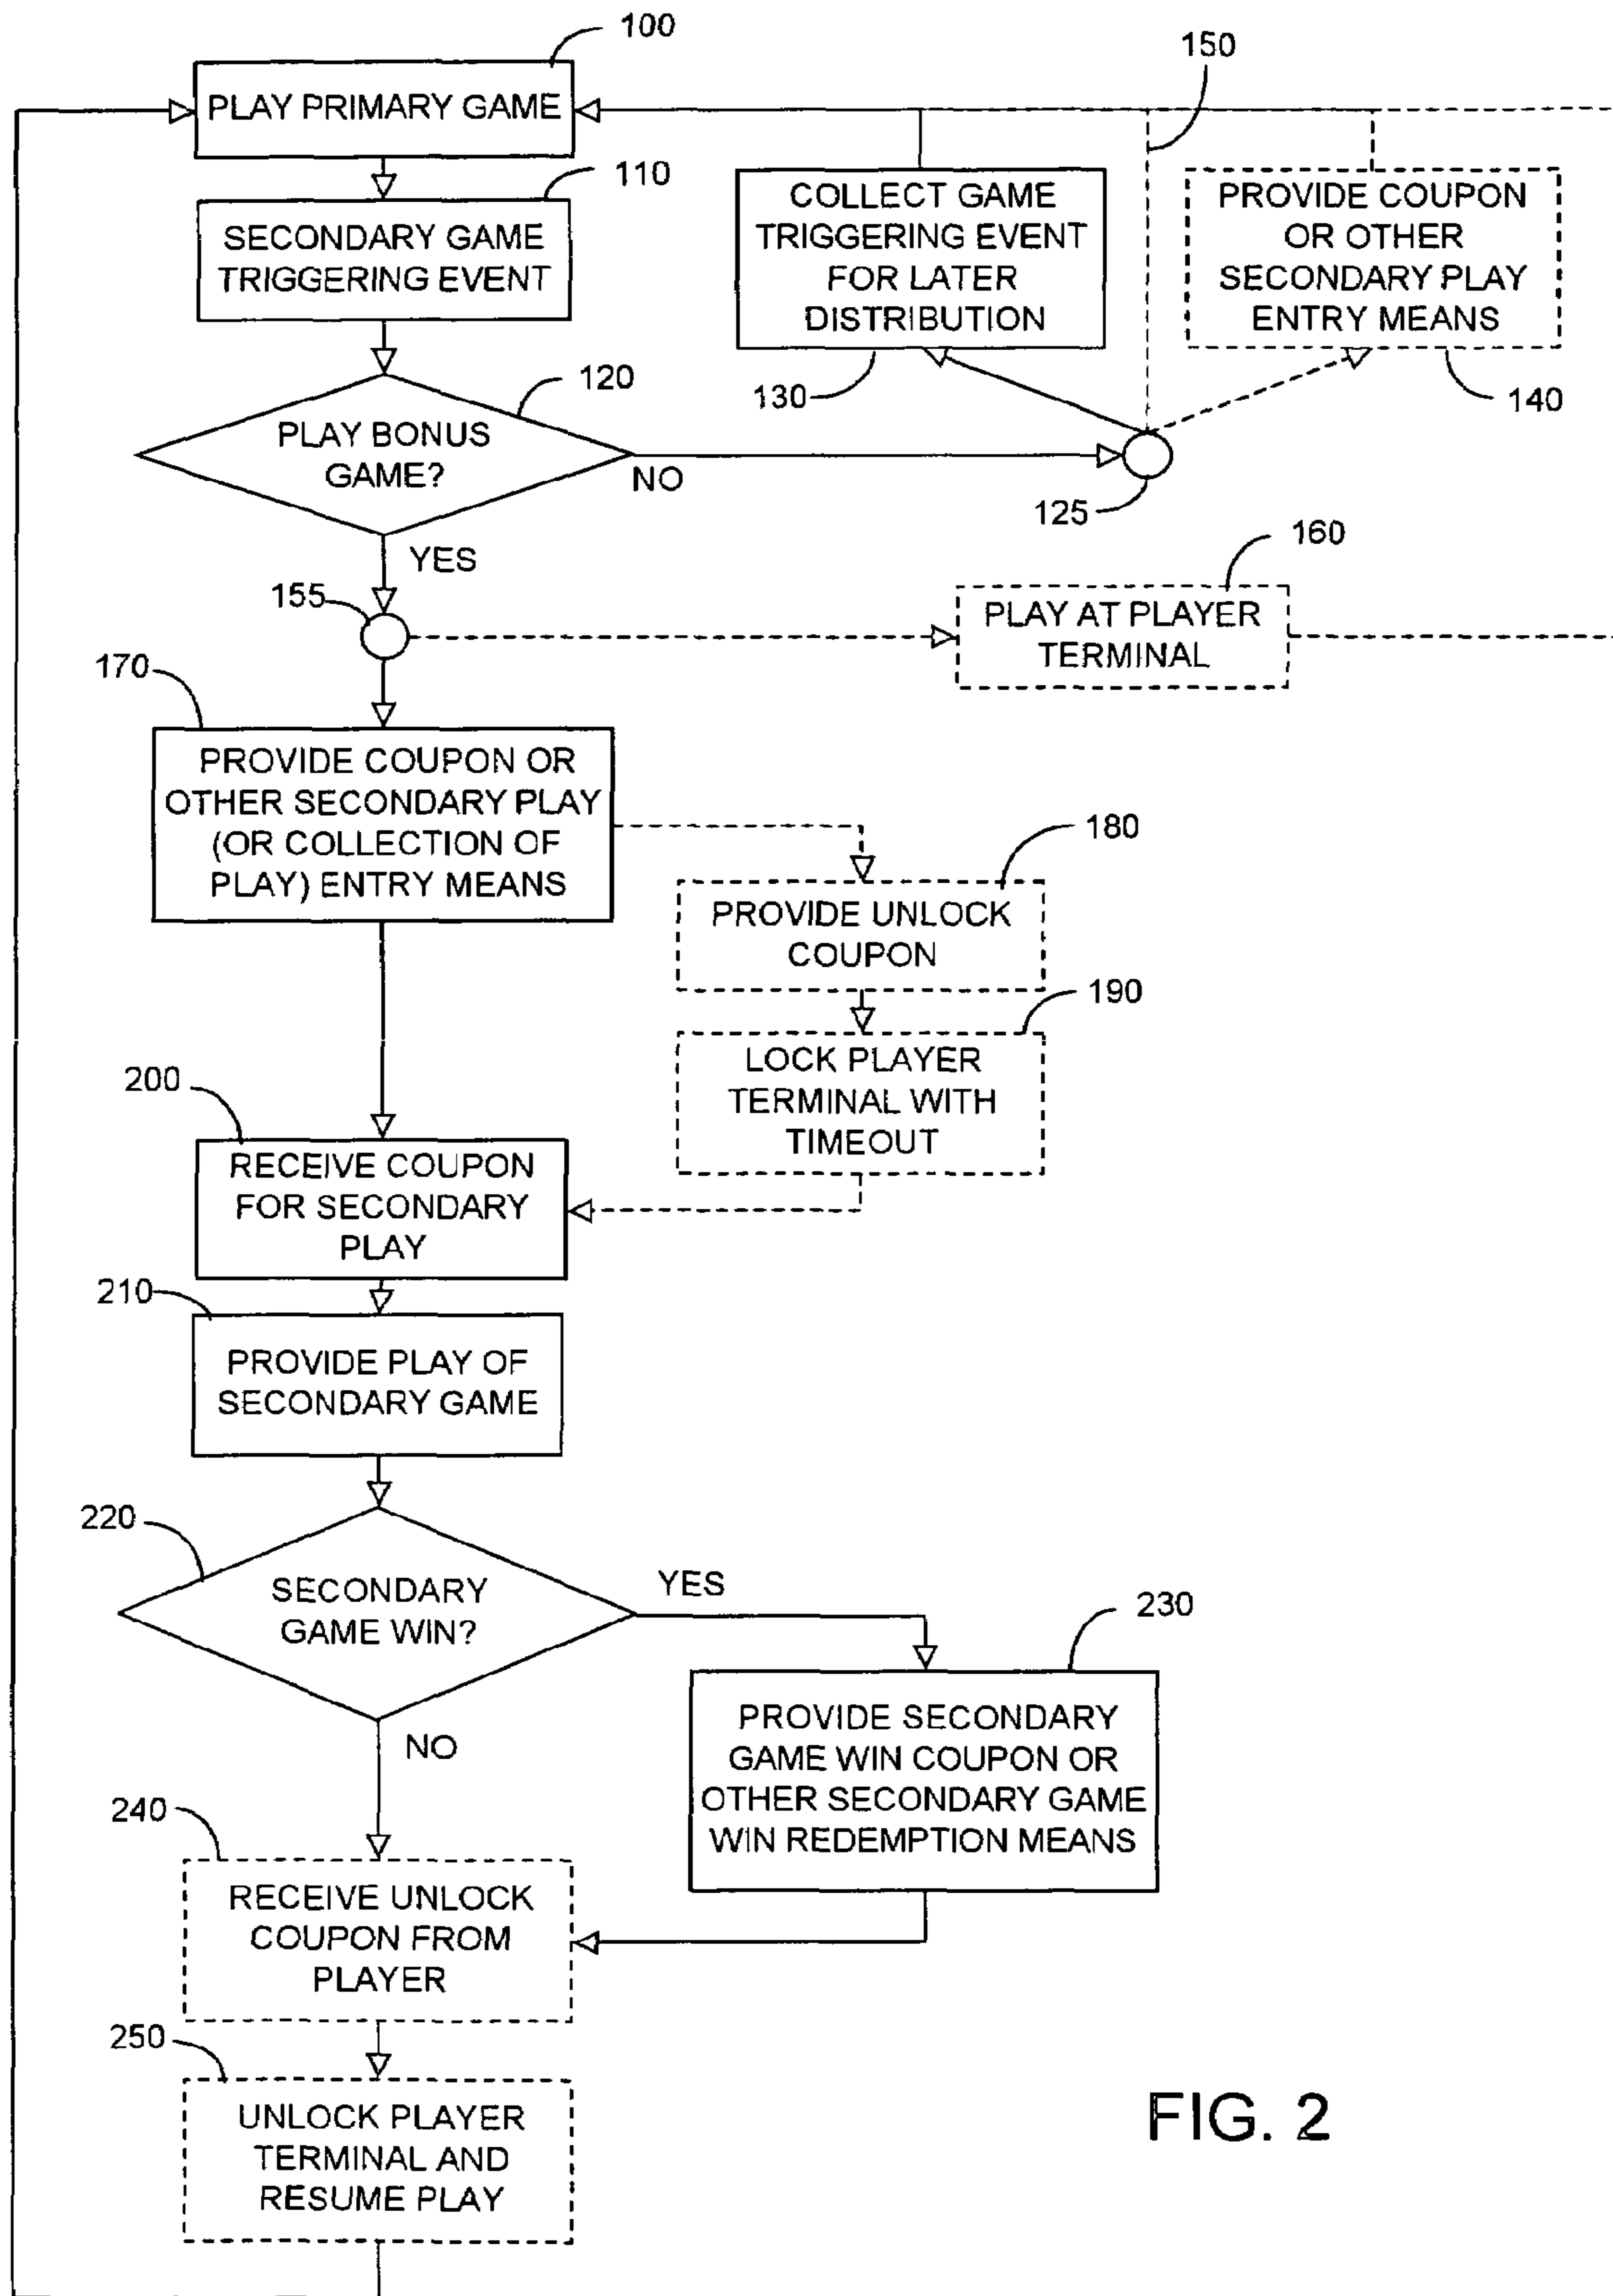 100
150
PLAY PRIMARY GAME
110
SECONDARY GAME
TRIGGERING EVENT
COLLECT GAME
TRIGGERING EVENT
FOR LATER
DISTRIBUTION
PROVIDE COUPON
OR OTHER
SECONDARY PLAY
ENTRY MEANS
120
130
140
PLAY BONUS
GAME?
NO
125
YES
155
160
PLAY AT PLAYER
TERMINAL
170
PROVIDE COUPON OR
OTHER SECONDARY PLAY
(OR COLLECTION OF
PLAY) ENTRY MEANS
180
PROVIDE UNLOCK
COUPON
190
LOCK PLAYER
TERMINAL WITH
TIMEOUT
200
RECEIVE COUPON
FOR SECONDARY
PLAY
210
PROVIDE PLAY OF
SECONDARY GAME
220
SECONDARY
GAME WIN?
YES
230
PROVIDE SECONDARY
GAME WIN COUPON OR
OTHER SECONDARY GAME
WIN REDEMPTION MEANS
NO
240
RECEIVE UNLOCK
COUPON FROM
PLAYER
250
UNLOCK PLAYER
TERMINAL AND
RESUME PLAY
FIG. 2